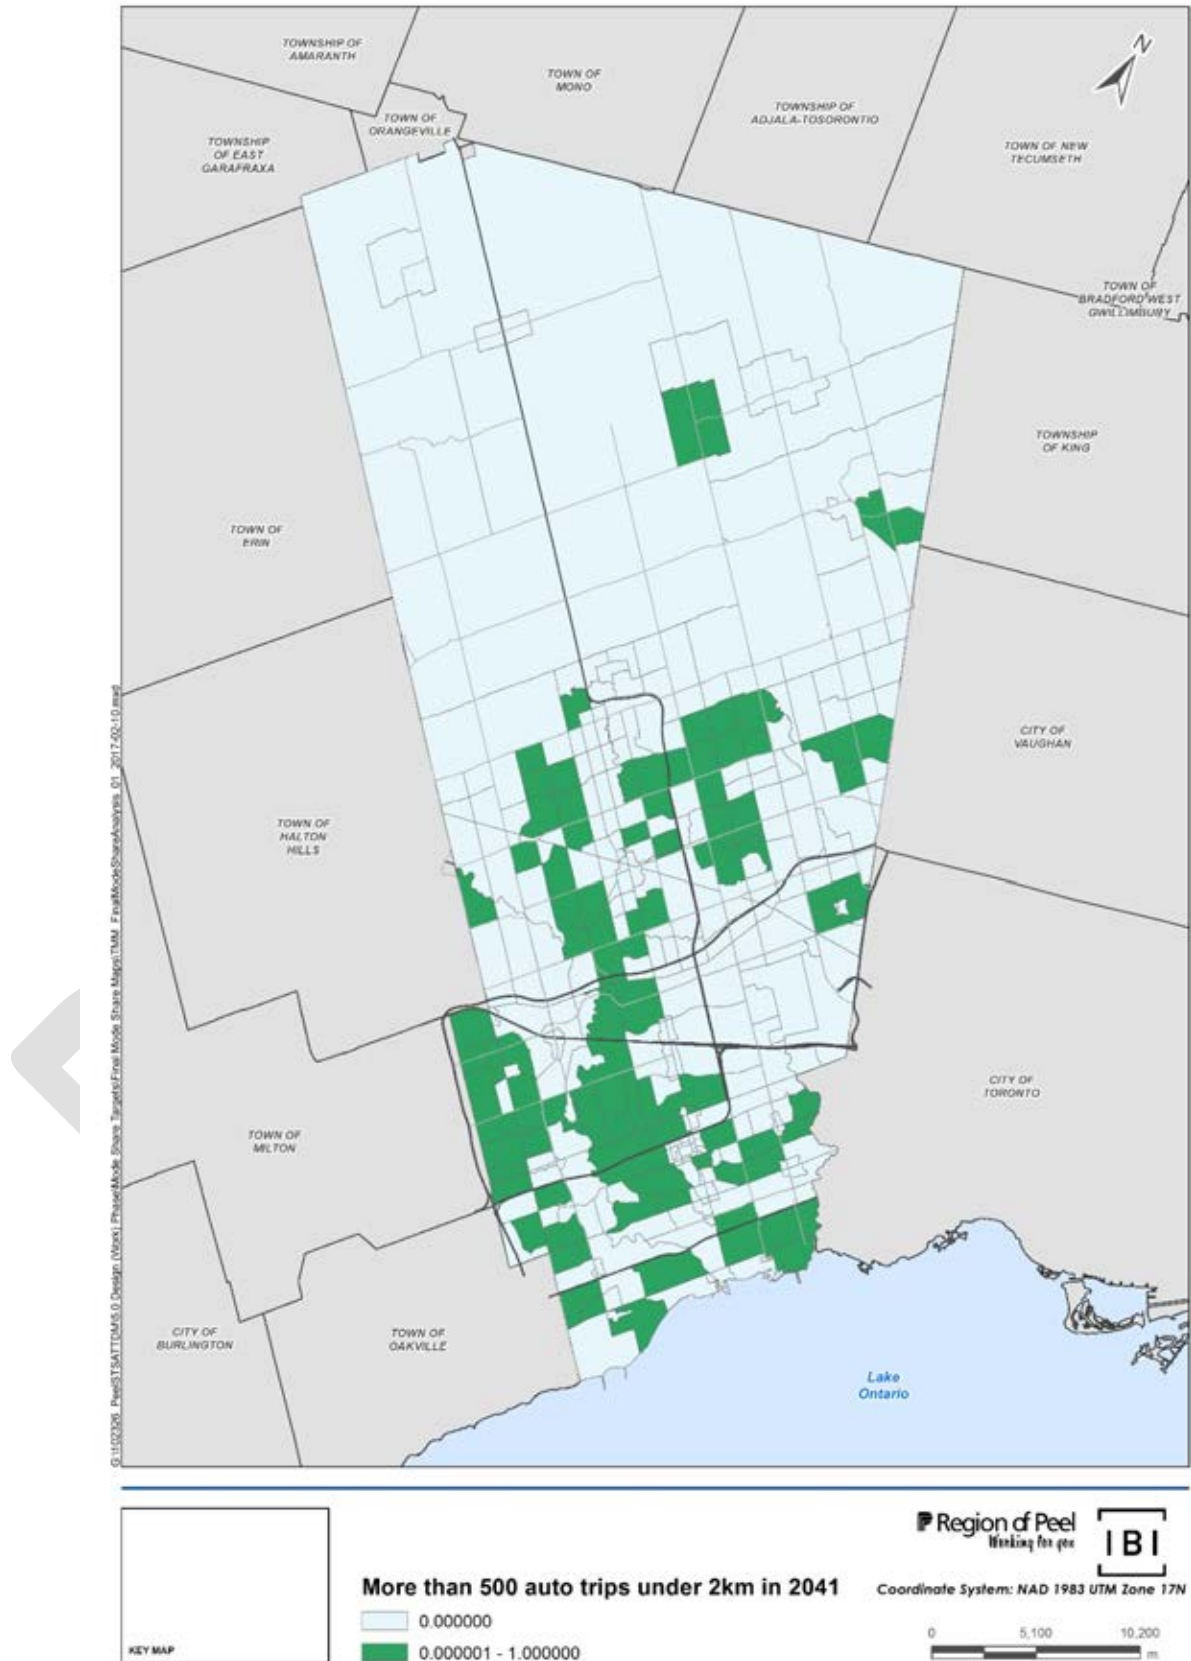 TOWNSHIP OF
AMARANTH
TOWN OF
MONO
N
TOWNSHIP OF
ADJALA-TOSORONTIO
TOWN OF
ORANGEVILLE
TOWNSHIP
OF EAST
GARAFRAXA
TOWN OF NEW
TECUMSETH
TOWN OF
BRADFORD WEST
GWILLIMBURY
TOWNSHIP
OF KING
TOWN OF
ERIN
CITY OF
VAUGHAN
TOWN OF
HALTON
HILLS
CITY OF
TORONTO
TOWN OF
MILTON
CITY OF
BURLINGTON
TOWN OF
OAKVILLE
Lake
Ontario
Region of Peel
Working for you
IBI
More than 500 auto trips under 2km in 2041
Coordinate System: NAD 1983 UTM Zone 17N
0.000000
0.000001 - 1.000000
KEY MAP
0 5,100 10,200
m